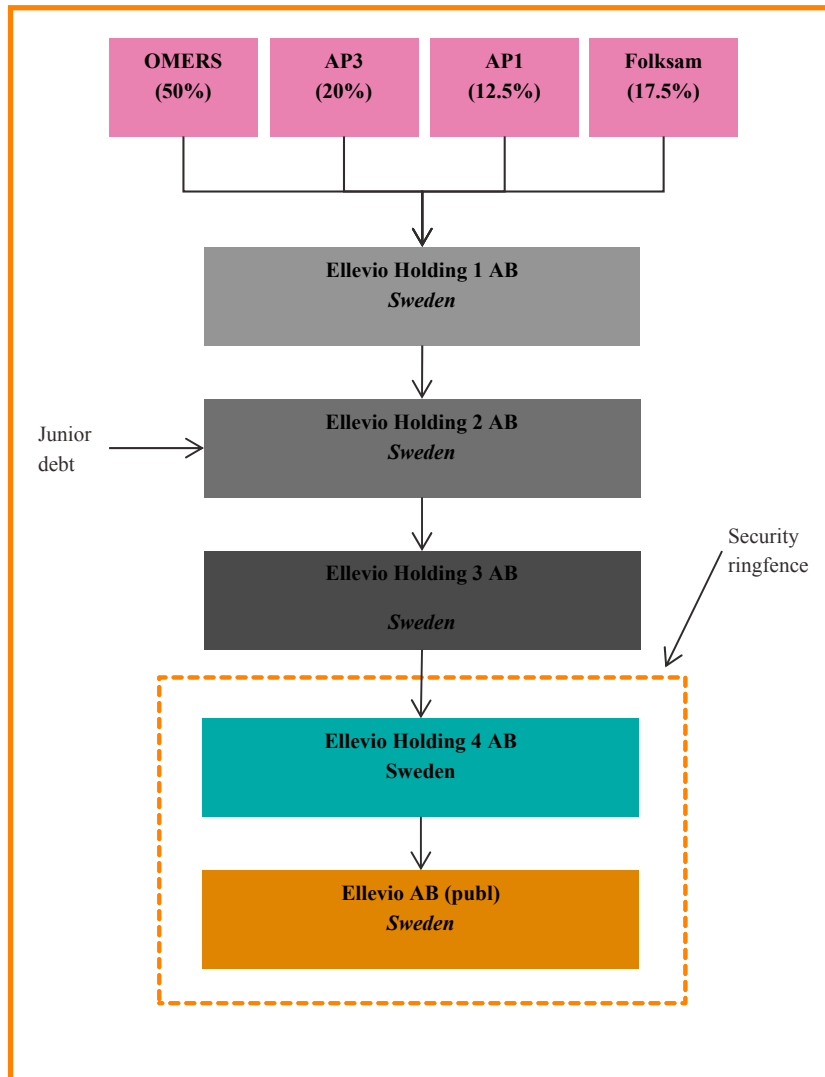 OMERS
(50%)
AP3
(20%)
AP1
(12.5%)
Folksam
(17.5%)
Ellevio Holding 1 AB
Sweden
Ellevio Holding 2 AB
Sweden
Junior
debt
Ellevio Holding 3 AB
Sweden
Security
ringfence
Ellevio Holding 4 AB
Sweden
Ellevio AB (publ)
Sweden